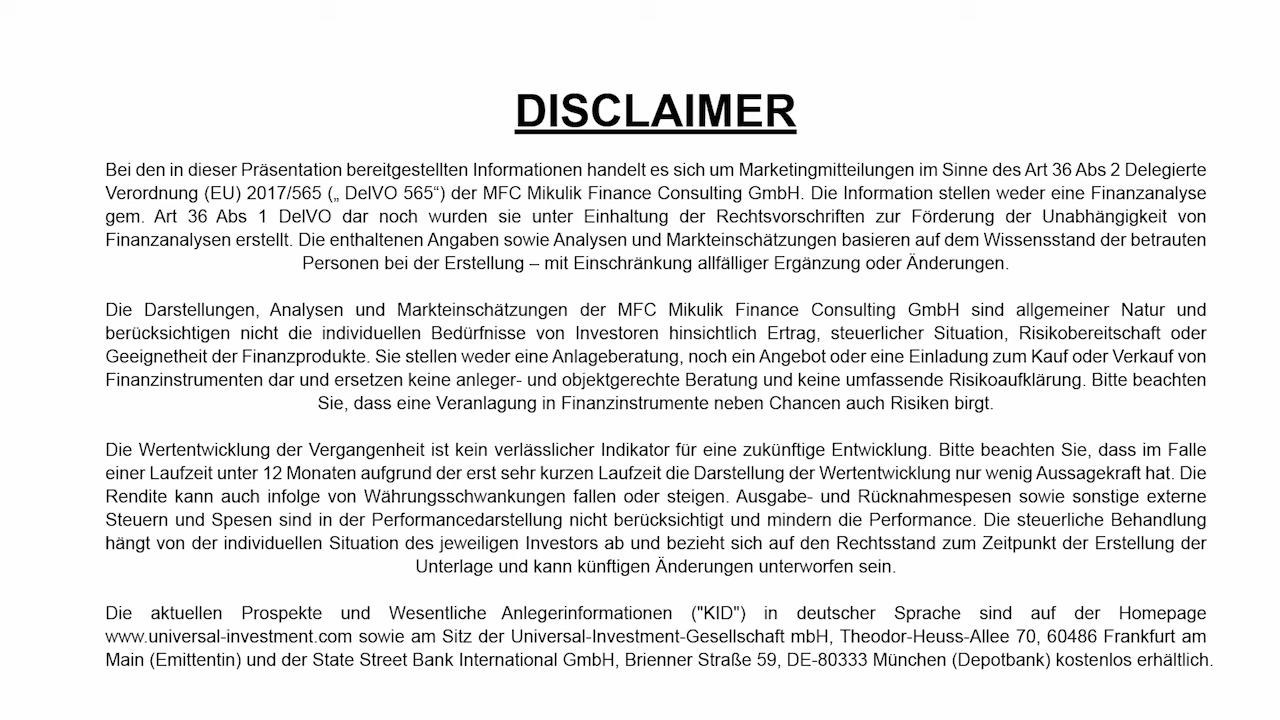 DISCLAIMER
Bei den in dieser Präsentation bereitgestellten Informationen handelt es sich um Marketingmitteilungen im Sinne des Art 36 Abs 2 Delegierte
Verordnung (EU) 2017/565 („ DelVO 565“) der MFC Mikulik Finance Consulting GmbH. Die Information stellen weder eine Finanzanalyse
gem. Art 36 Abs 1 DelVO dar noch wurden sie unter Einhaltung der Rechtsvorschriften zur Förderung der Unabhängigkeit von
Finanzanalysen erstellt. Die enthaltenen Angaben sowie Analysen und Markteinschätzungen basieren auf dem Wissensstand der betrauten
Personen bei der Erstellung – mit Einschränkung allfälliger Ergänzung oder Änderungen.
Die Darstellungen, Analysen und Markteinschätzungen der MFC Mikulik Finance Consulting GmbH sind allgemeiner Natur und
berücksichtigen nicht die individuellen Bedürfnisse von Investoren hinsichtlich Ertrag, steuerlicher Situation, Risikobereitschaft oder
Geeignetheit der Finanzprodukte. Sie stellen weder eine Anlageberatung, noch ein Angebot oder eine Einladung zum Kauf oder Verkauf von
Finanzinstrumenten dar und ersetzen keine anleger- und objektgerechte Beratung und keine umfassende Risikoaufklärung. Bitte beachten
Sie, dass eine Veranlagung in Finanzinstrumente neben Chancen auch Risiken birgt.
Die Wertentwicklung der Vergangenheit ist kein verlässlicher Indikator für eine zukünftige Entwicklung. Bitte beachten Sie, dass im Falle
einer Laufzeit unter 12 Monaten aufgrund der erst sehr kurzen Laufzeit die Darstellung der Wertentwicklung nur wenig Aussagekraft hat. Die
Rendite kann auch infolge von Währungsschwankungen fallen oder steigen. Ausgabe- und Rücknahmespesen sowie sonstige externe
Steuern und Spesen sind in der Performancedarstellung nicht berücksichtigt und mindern die Performance. Die steuerliche Behandlung
hängt von der individuellen Situation des jeweiligen Investors ab und bezieht sich auf den Rechtsstand zum Zeitpunkt der Erstellung der
Unterlage und kann künftigen Änderungen unterworfen sein.
Die aktuellen Prospekte und Wesentliche Anlegerinformationen ("KID") in deutscher Sprache sind auf der Homepage
www.universal-investment.com sowie am Sitz der Universal-Investment-Gesellschaft mbH, Theodor-Heuss-Allee 70, 60486 Frankfurt am
Main (Emittentin) und der State Street Bank International GmbH, Brienner Straße 59, DE-80333 München (Depotbank) kostenlos erhältlich.